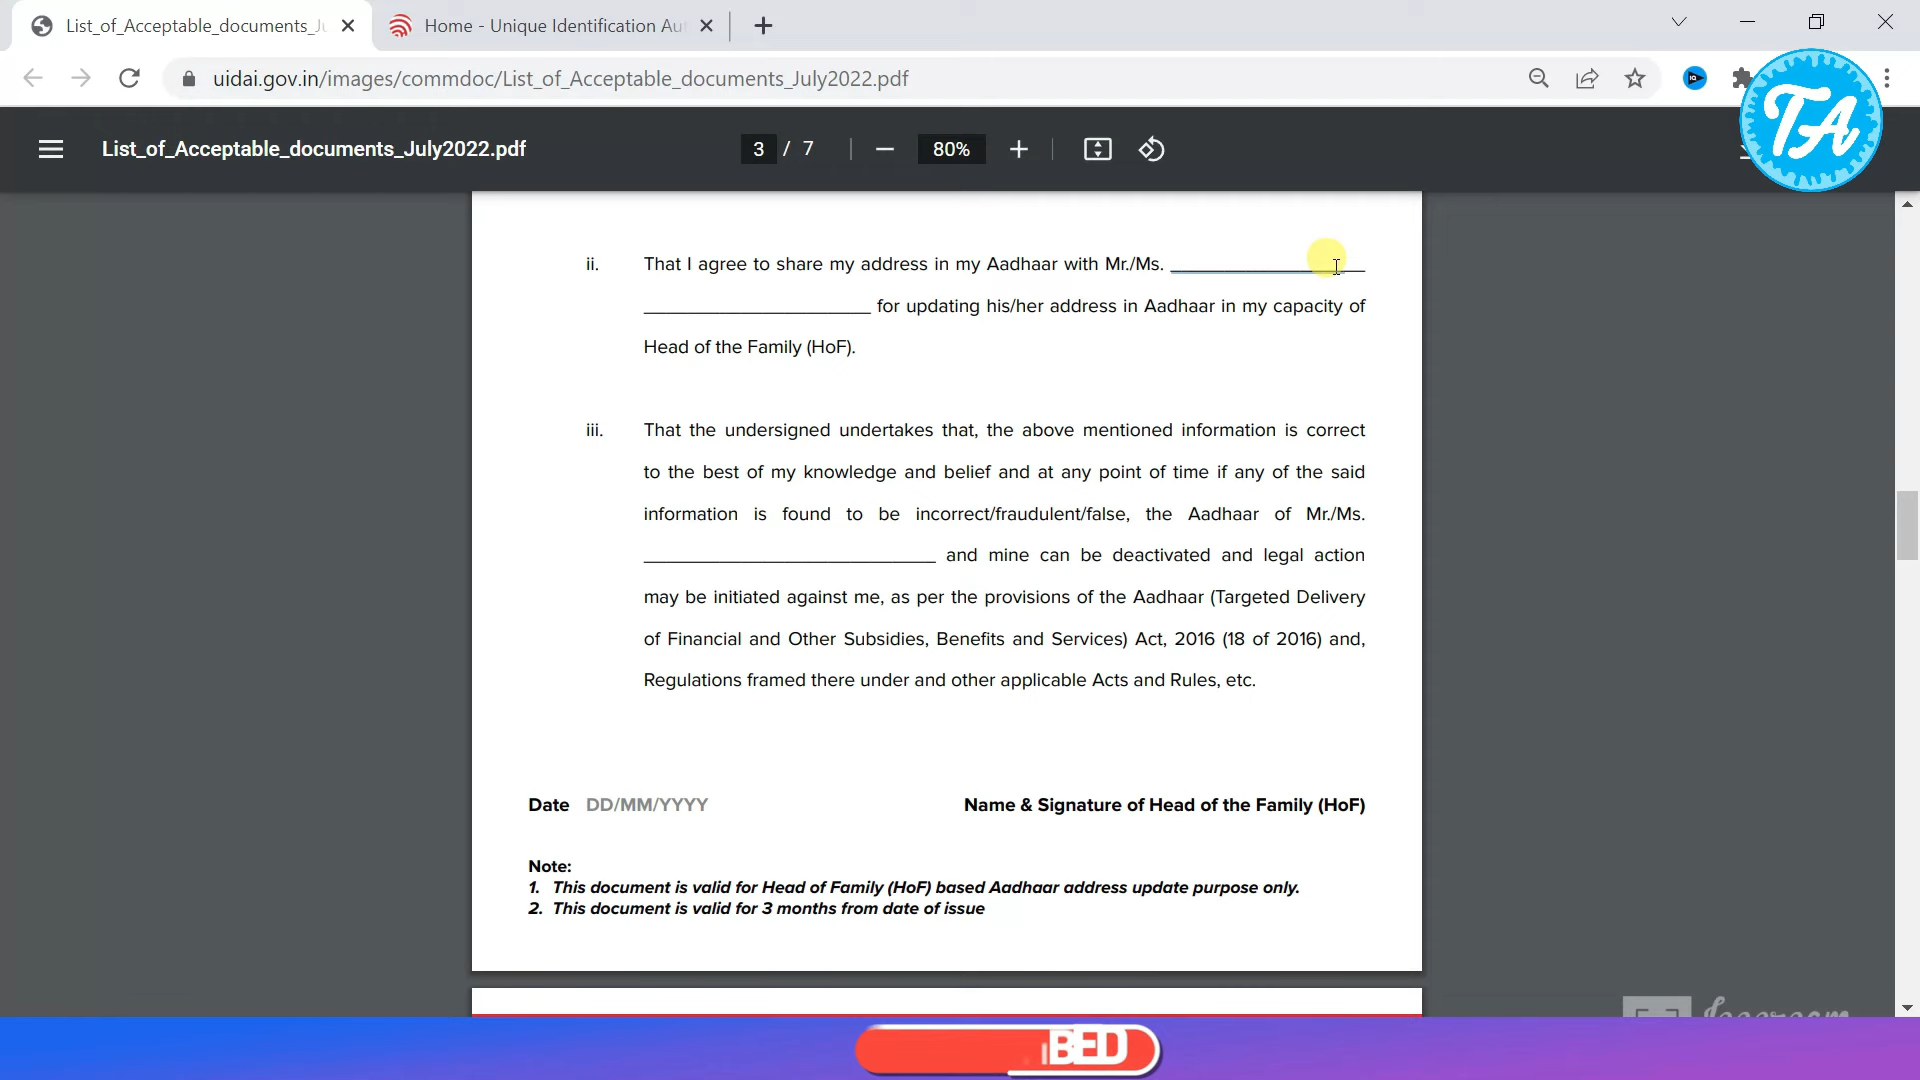 List_of_Acceptable_documents_Ju
Home - Unique Identification Aut
uidai.gov.in/images/commdoc/List_of_Acceptable_documents_July2022.pdf
TA
List_of_Acceptable_documents_July2022.pdf
3 / 7
80%
ii. That I agree to share my address in my Aadhaar with Mr./Ms. __________________
_____________________ for updating his/her address in Aadhaar in my capacity of
Head of the Family (HoF).
iii. That the undersigned undertakes that, the above mentioned information is correct
to the best of my knowledge and belief and at any point of time if any of the said
information is found to be incorrect/fraudulent/false, the Aadhaar of Mr./Ms.
___________________________ and mine can be deactivated and legal action
may be initiated against me, as per the provisions of the Aadhaar (Targeted Delivery
of Financial and Other Subsidies, Benefits and Services) Act, 2016 (18 of 2016) and,
Regulations framed there under and other applicable Acts and Rules, etc.
Date DD/MM/YYYY
Name & Signature of Head of the Family (HoF)
Note:
1. This document is valid for Head of Family (HoF) based Aadhaar address update purpose only.
2. This document is valid for 3 months from date of issue
BED